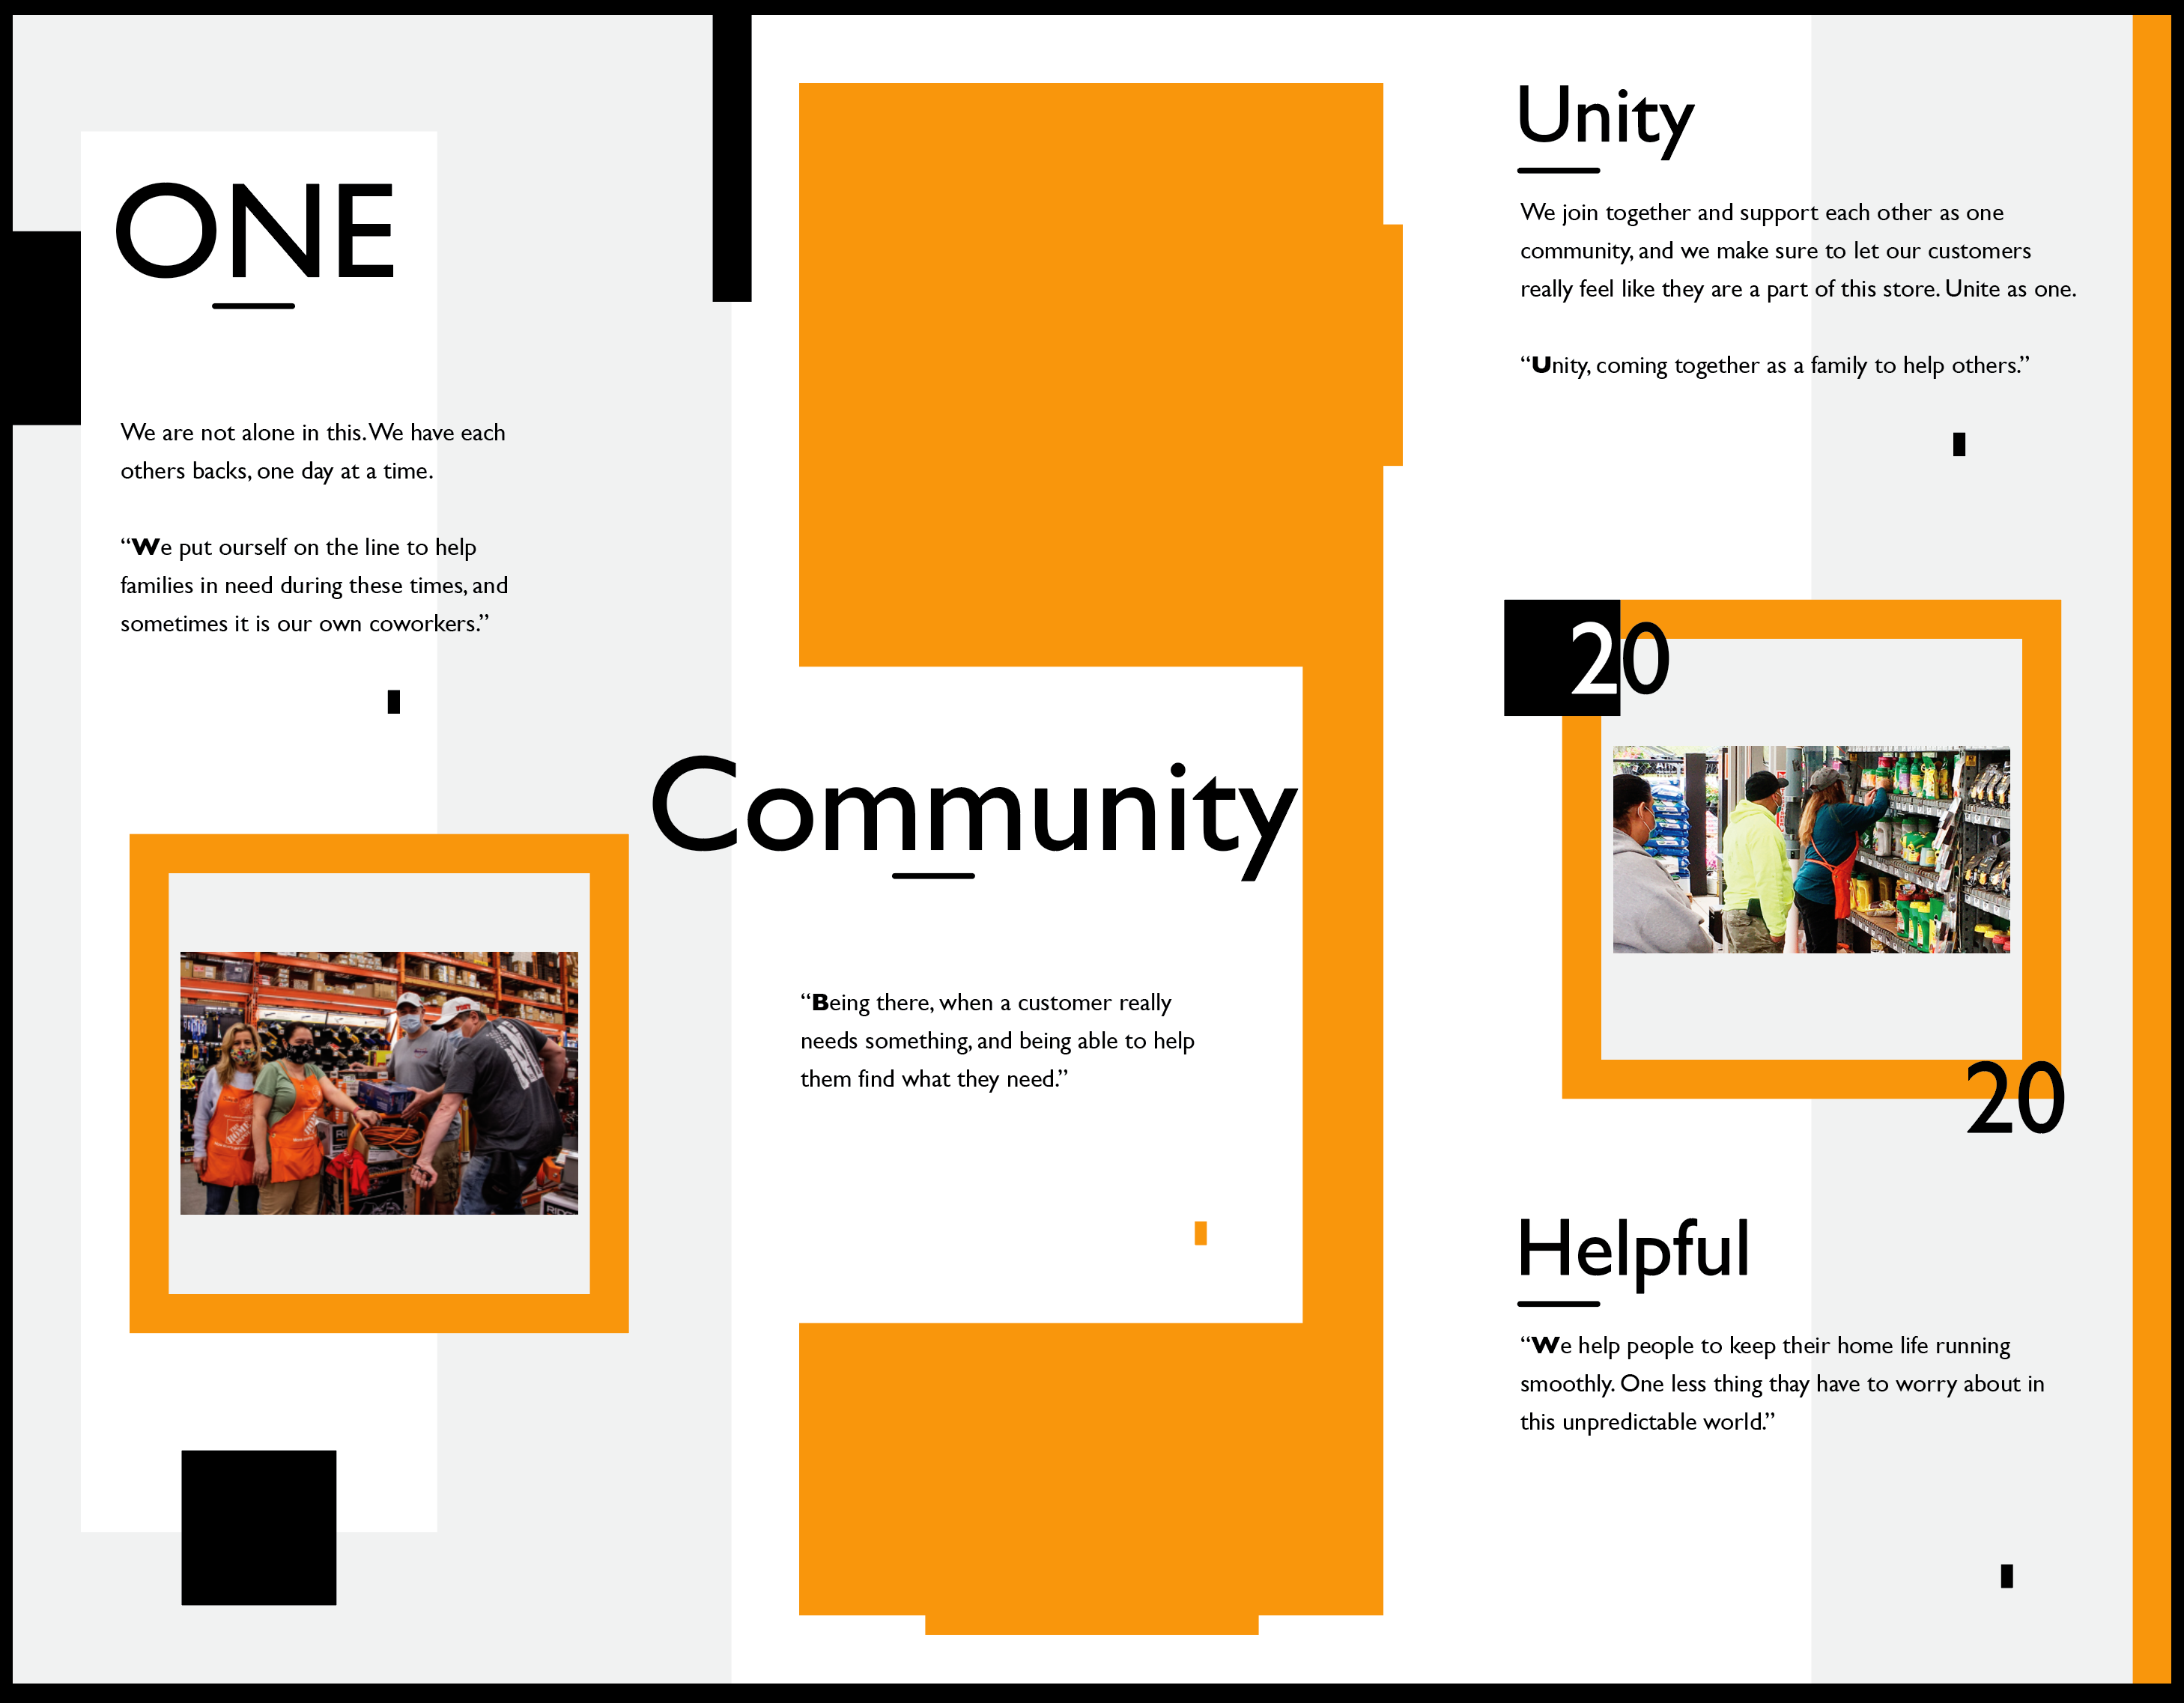 ONE
We are not alone in this. We have each
others backs, one day at a time.
“We put ourself on the line to help
families in need during these times, and
sometimes it is our own coworkers.”
THE
HOME
Community
“Being there, when a customer really
needs something, and being able to help
them find what they need.”
Unity
We join together and support each other as one
community, and we make sure to let our customers
really feel like they are a part of this store. Unite as one.
“Unity, coming together as a family to help others.”
20
20
Helpful
“We help people to keep their home life running
smoothly. One less thing thay have to worry about in
this unpredictable world.”